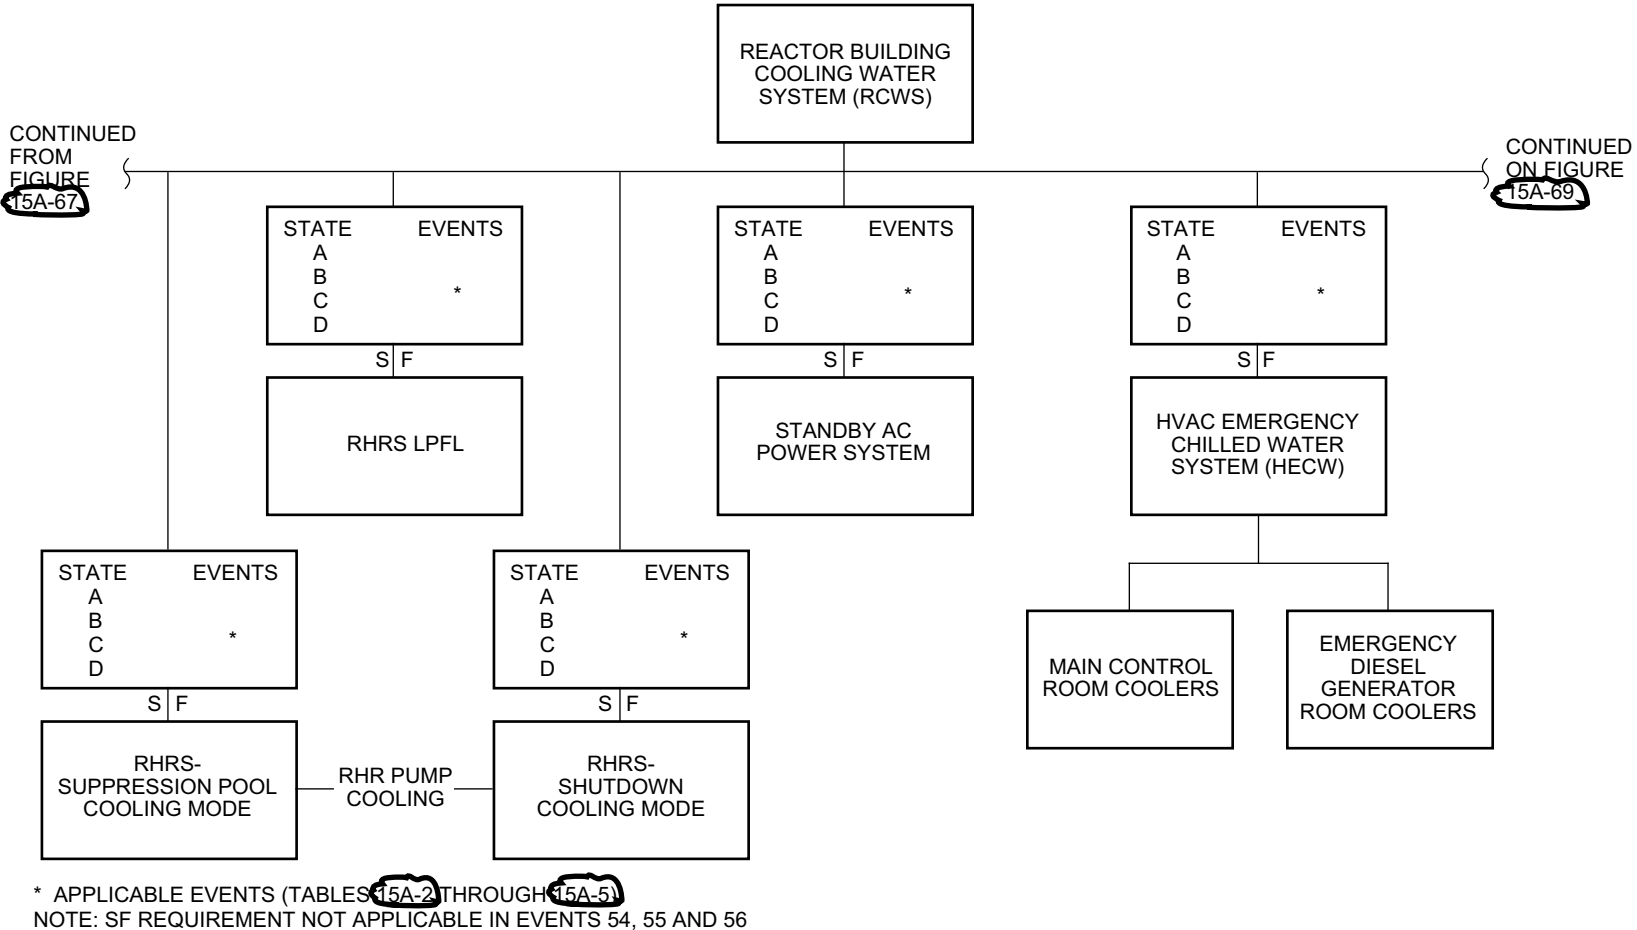 REACTOR BUILDING
COOLING WATER
SYSTEM (RCWS)
CONTINUED
FROM
FIGURE
15A-67
CONTINUED
ON FIGURE
15A-69
STATE EVENTS
A
B
C
D
*
S F
RHRS LPFL
STATE EVENTS
A
B
C
D
*
S F
STANDBY AC
POWER SYSTEM
STATE EVENTS
A
B
C
D
*
S F
HVAC EMERGENCY
CHILLED WATER
SYSTEM (HECW)
STATE EVENTS
A
B
C
D
*
S F
RHRS-
SUPPRESSION POOL
COOLING MODE
RHR PUMP
COOLING
STATE EVENTS
A
B
C
D
*
S F
RHRS-
SHUTDOWN
COOLING MODE
MAIN CONTROL
ROOM COOLERS
EMERGENCY
DIESEL
GENERATOR
ROOM COOLERS
* APPLICABLE EVENTS (TABLES 15A-2 THROUGH 15A-5)
NOTE: SF REQUIREMENT NOT APPLICABLE IN EVENTS 54, 55 AND 56